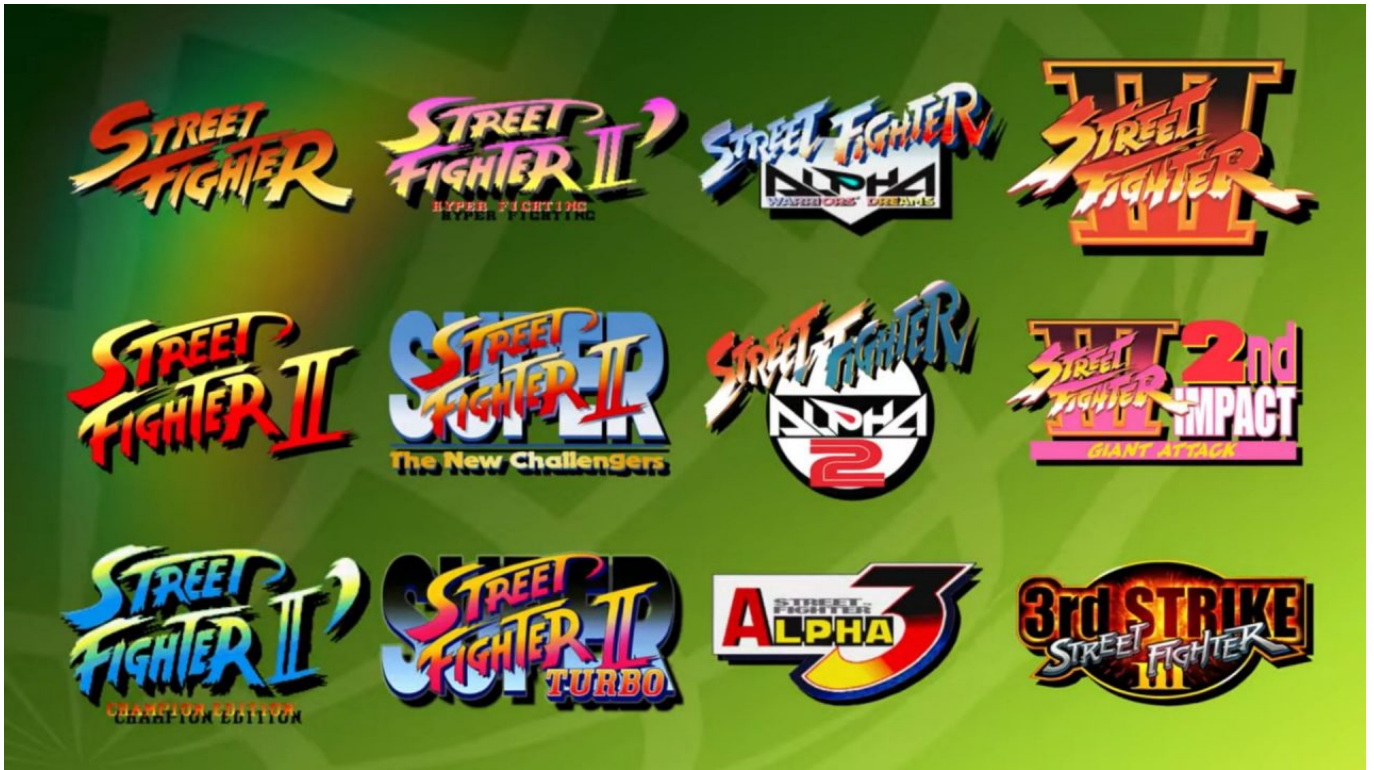 STREET
FIGHTER
STREET
FIGHTER II'
HYPER FIGHTING
STREET FIGHTER
ALPHA
WARRIORS' DREAMS
III
STREET
FIGHTER
STREET
FIGHTER II
SUPER
STREET
FIGHTER II
The New Challengers
STREET FIGHTER
ALPHA
2
III
STREET
FIGHTER
2nd
IMPACT
GIANT ATTACK
STREET
FIGHTER II'
CHAMPION EDITION
SUPER
STREET
FIGHTER II
TURBO
STREET
FIGHTER
ALPHA 3
3rd STRIKE
STREET FIGHTER
III